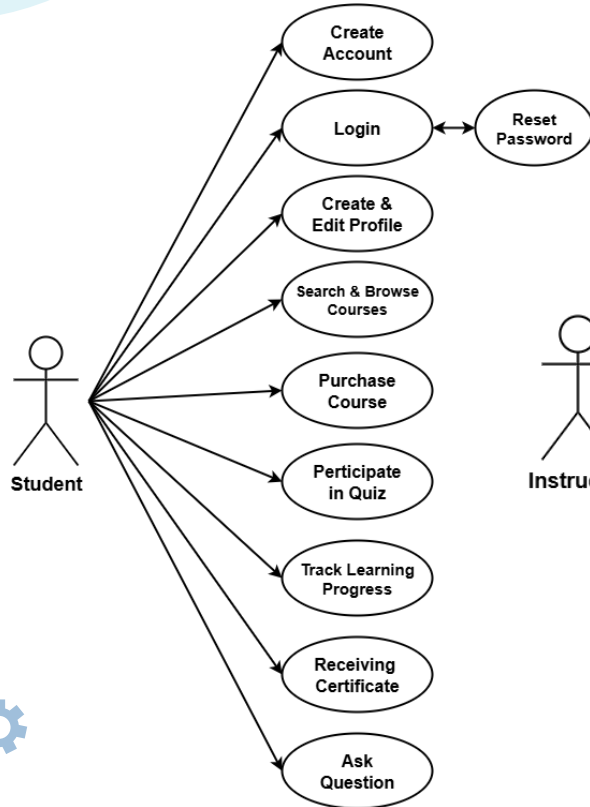 Create
Account
Login
Reset
Password
Create &
Edit Profile
Search & Browse
Courses
Purchase
Course
Student
Perticipate
in Quiz
Track Learning
Progress
Receiving
Certificate
Ask
Question